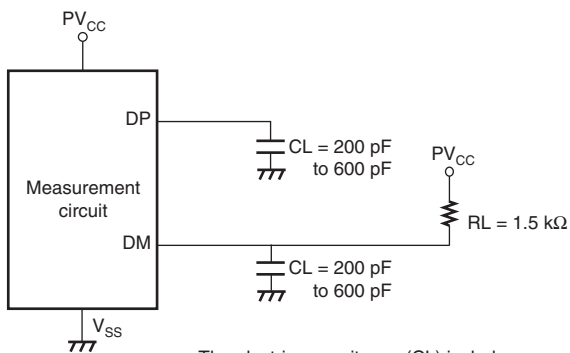 PVCC
DP
CL = 200 pF
to 600 pF
PVCC
Measurement
circuit
RL = 1.5 kΩ
DM
CL = 200 pF
to 600 pF
VSS